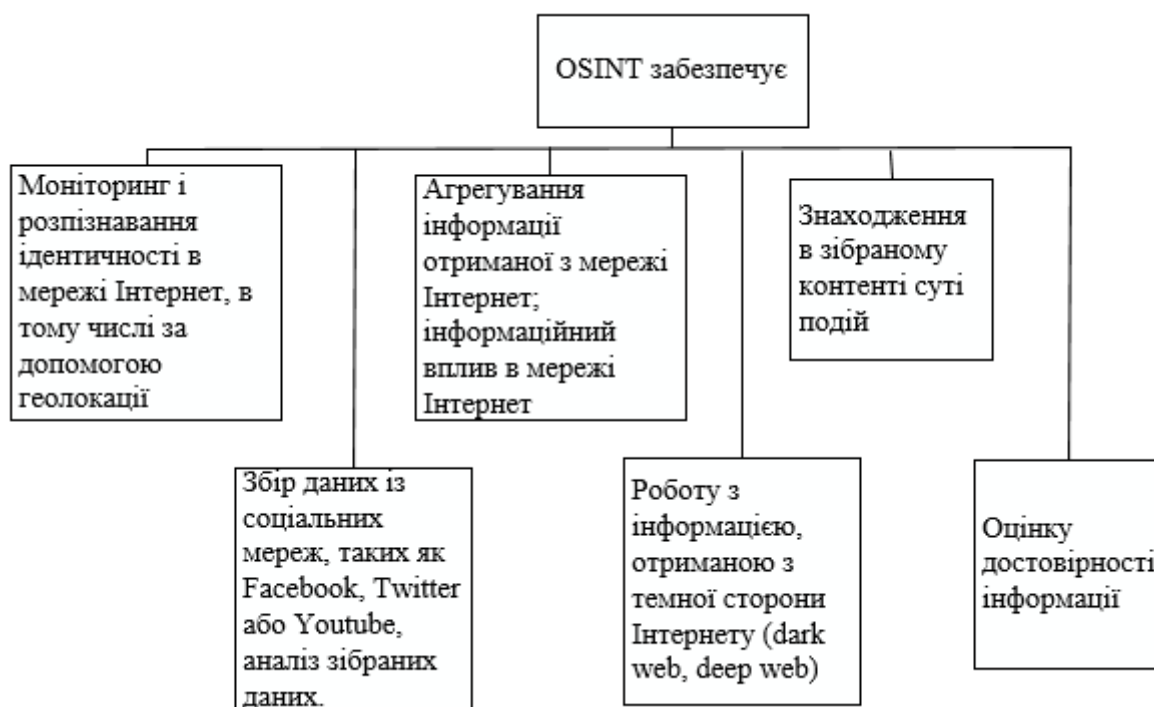 OSINT забезпечує
Моніторинг і
розпізнавання
ідентичності в
мережі Інтернет, в
тому числі за
допомогою
геолокації
Агрегування
інформації
отриманої з мережі
Інтернет;
інформаційний
вплив в мережі
Інтернет
Знаходження
в зібраному
контенті суті
подій
Збір даних із
соціальних
мереж, таких як
Facebook, Twitter
або Youtube,
аналіз зібраних
даних.
Роботу з
інформацією,
отриманою з
темної сторони
Інтернету (dark
web, deep web)
Оцінку
достовірності
інформації